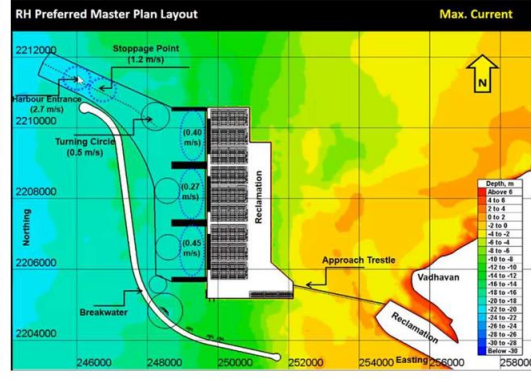 RH Preferred Master Plan Layout
Max. Current
2212000
2210000
2208000
2206000
2204000
Northing
Stoppage Point
(1.2 m/s)
Harbour Entrance
(2.7 m/s)
Turning Circle
(0.5 m/s)
(0.40
m/s)
(0.27
m/s)
(0.45
m/s)
Reclamation
N
Approach Trestle
Breakwater
Vadhavan
Reclamation
Depth, m
Above 6
4 to 6
2 to 4
0 to 2
-2 to 0
-4 to -2
-6 to -4
-8 to -6
-10 to -8
-12 to -10
-14 to -12
-16 to -14
-18 to -16
-20 to -18
-22 to -20
-24 to -22
-26 to -24
-28 to -26
-30 to -28
Below -30
246000
248000
250000
252000
254000
Easting
256000
258000